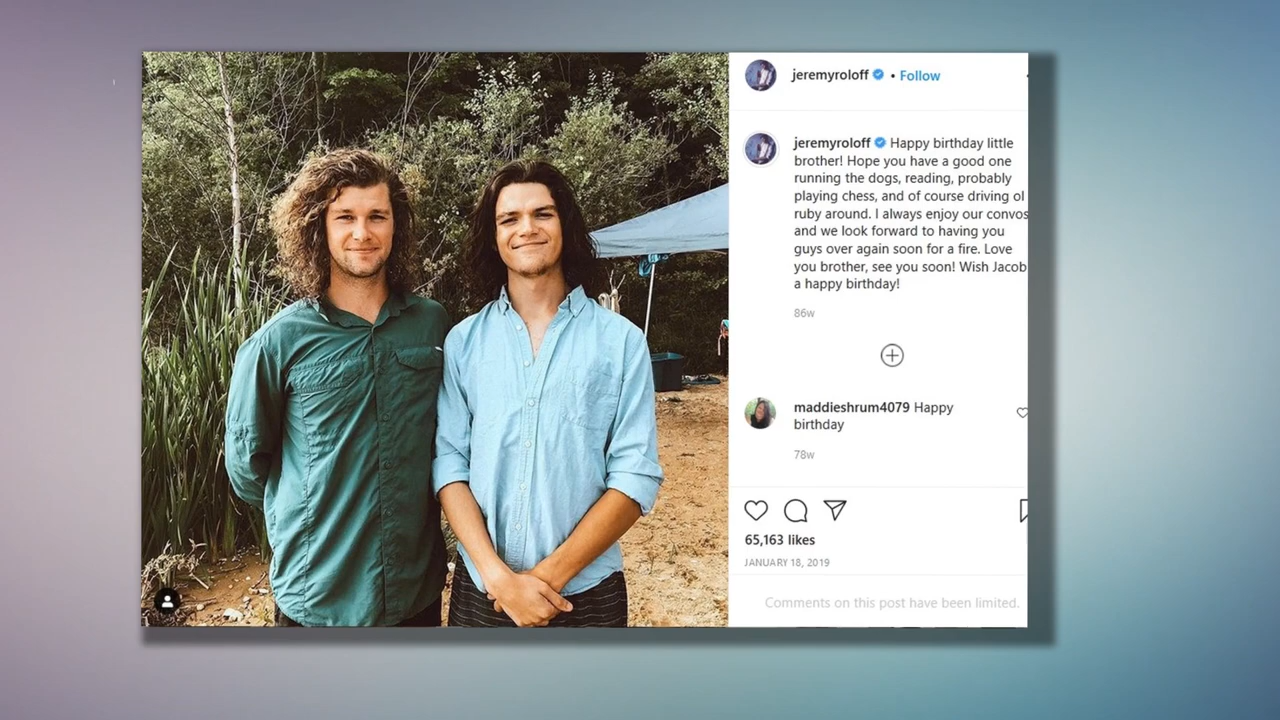 jeremyroloff • Follow
jeremyroloff Happy birthday little
brother! Hope you have a good one
running the dogs, reading, probably
playing chess, and of course driving ol
ruby around. I always enjoy our convos
and we look forward to having you
guys over again soon for a fire. Love
you brother, see you soon! Wish Jacob
a happy birthday!
86w
maddieshrum4079 Happy
birthday
78w
65,163 likes
JANUARY 18, 2019
Comments on this post have been limited.